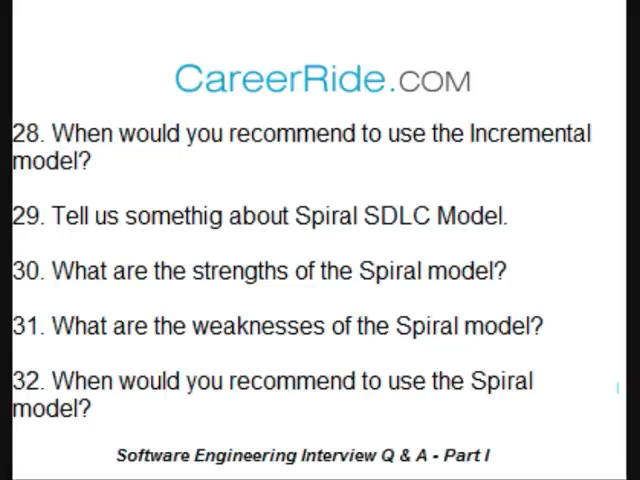 CareerRide.COM
28. When would you recommend to use the Incremental
model?
29. Tell us somethig about Spiral SDLC Model.
30. What are the strengths of the Spiral model?
31. What are the weaknesses of the Spiral model?
32. When would you recommend to use the Spiral
model?
Software Engineering Interview Q & A - Part I